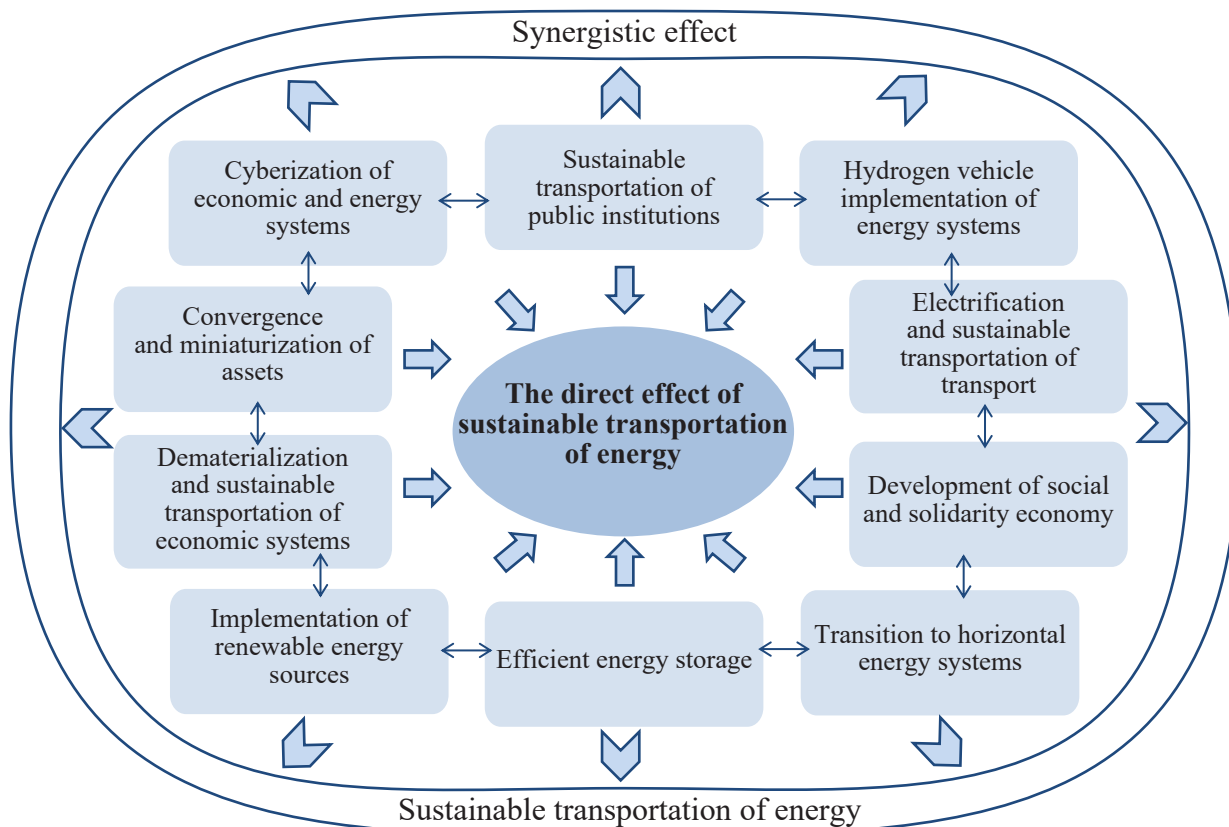 Synergistic effect
Cyberization of
economic and energy
systems
Sustainable
transportation of
public institutions
Hydrogen vehicle
implementation of
energy systems
Convergence
and miniaturization of
assets
The direct effect of
sustainable transportation
of energy
Electrification
and sustainable
transportation of
transport
Dematerialization
and sustainable
transportation of
economic systems
Development of social
and solidarity economy
Implementation of
renewable energy
sources
Efficient energy storage
Transition to horizontal
energy systems
Sustainable transportation of energy